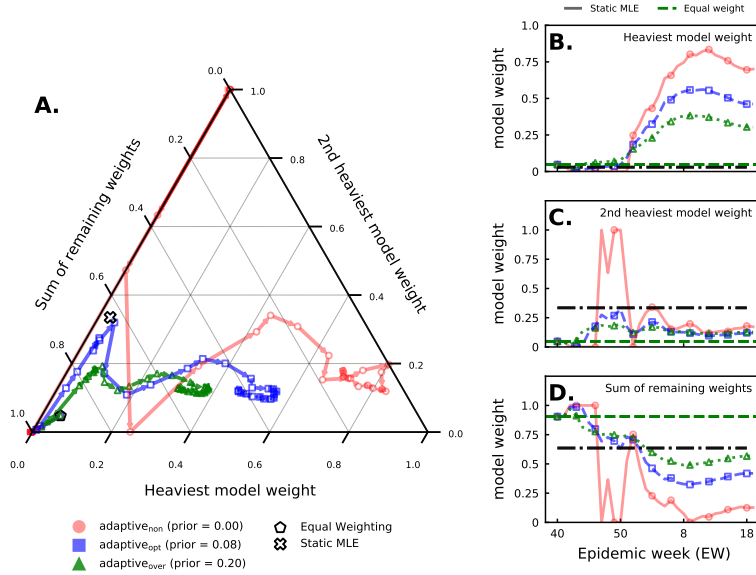 Static MLE
Equal weight
A.
0.0
0.2
0.4
0.6
0.8
1.0
Sum of remaining weights
1.0
0.8
0.6
0.4
0.2
0.0
2nd heaviest model weight
0.0
0.2
0.4
0.6
0.8
1.0
Heaviest model weight
adaptivenon (prior = 0.00)
adaptiveopt (prior = 0.08)
adaptiveover (prior = 0.20)
Equal Weighting
Static MLE
B.
Heaviest model weight
model weight
1.0
0.75
0.50
0.25
0
C.
2nd heaviest model weight
model weight
1.0
0.75
0.50
0.25
0
D.
Sum of remaining weights
model weight
1.0
0.75
0.50
0.25
0
40
50
8
18
Epidemic week (EW)